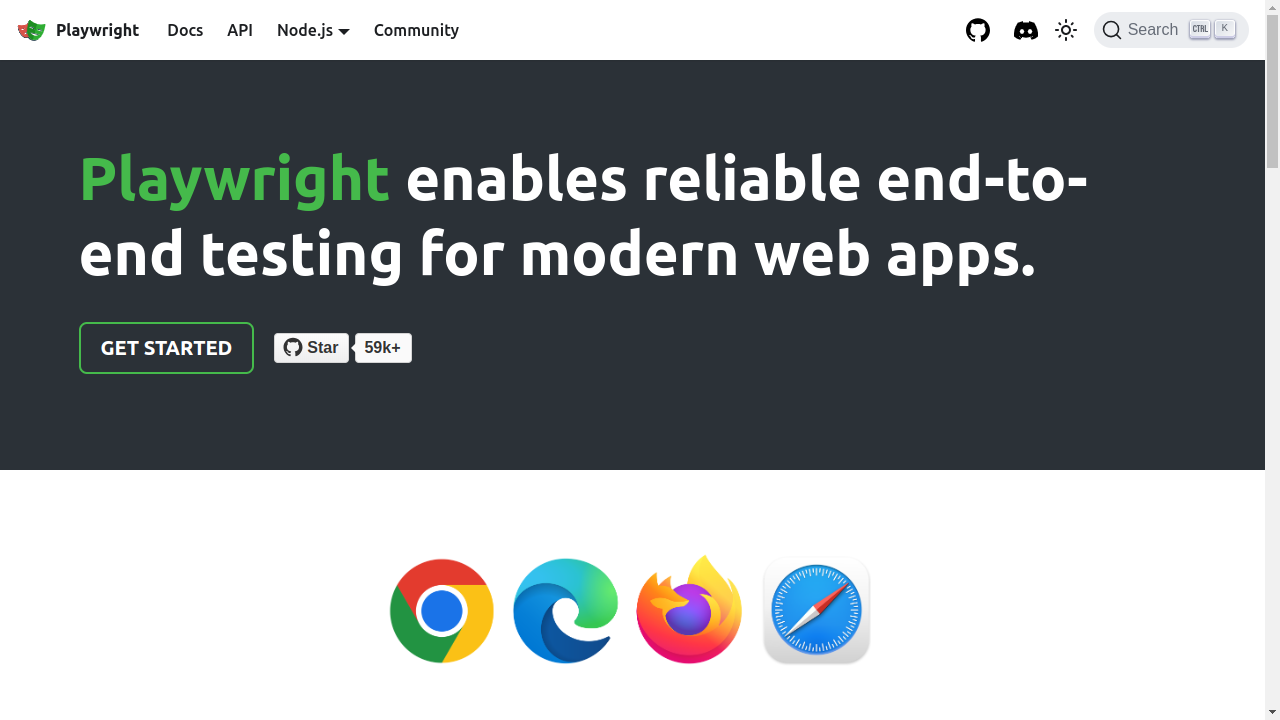 Playwright Docs API Node.js Community Search CTRL K
Playwright enables reliable end-to-
end testing for modern web apps.
GET STARTED Star 59k+